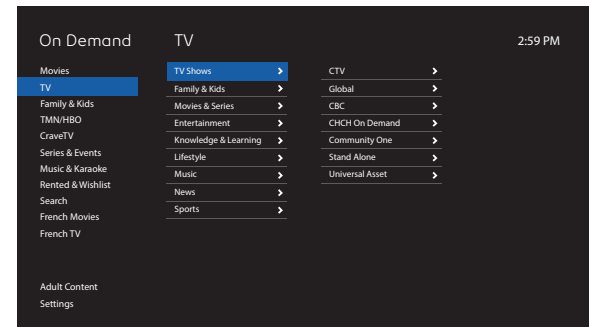 On Demand
TV
2:59 PM
Movies
TV
Family & Kids
TMN/HBO
CraveTV
Series & Events
Music & Karaoke
Rented & Wishlist
Search
French Movies
French TV
Adult Content
Settings
TV Shows
Family & Kids
Movies & Series
Entertainment
Knowledge & Learning
Lifestyle
Music
News
Sports
CTV
Global
CBC
CHCH On Demand
Community One
Stand Alone
Universal Asset